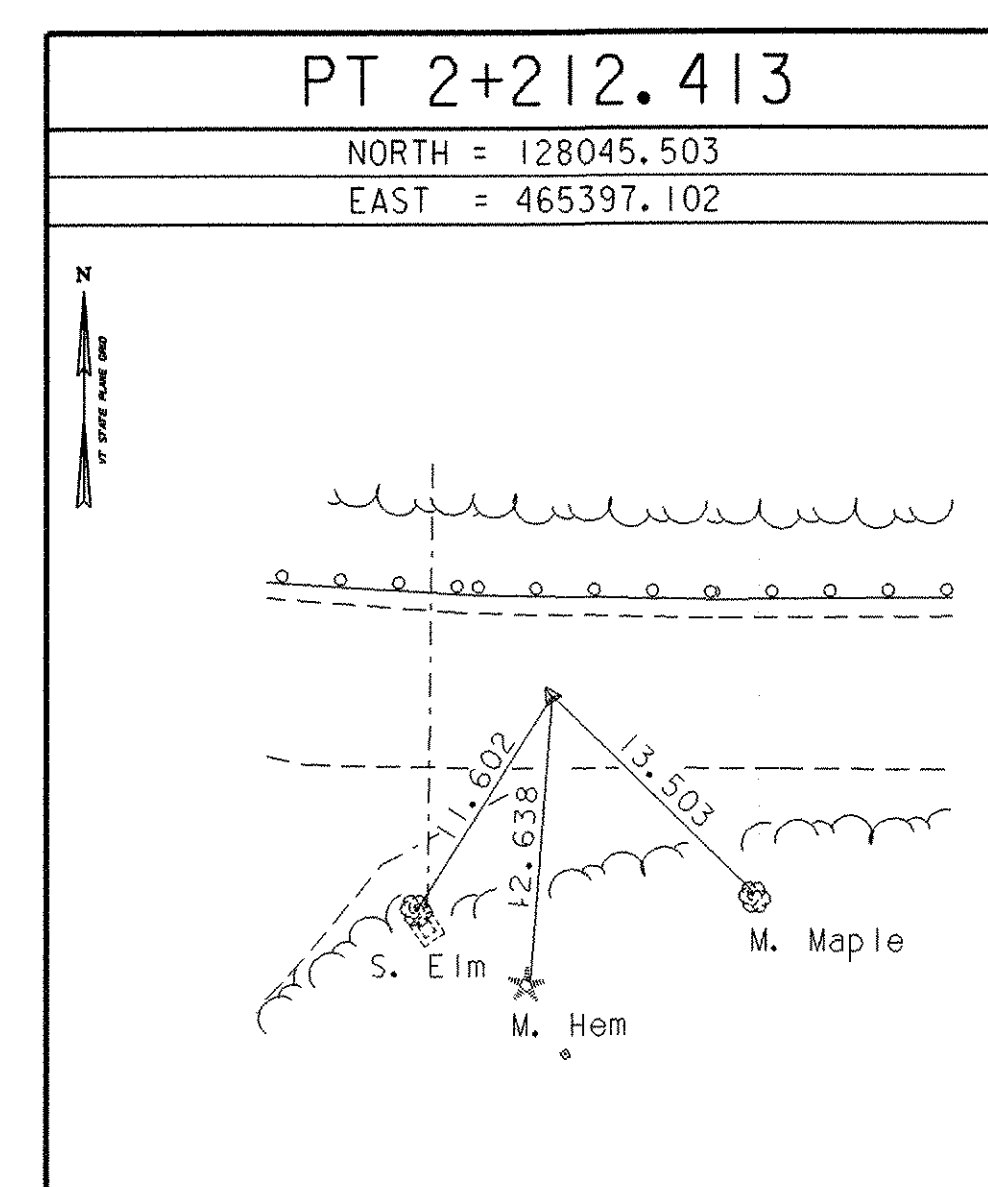 PT 2+212.413
NORTH = 128045.503
EAST = 465397.102
N
VT STATE PLANE GRID
11.602
12.638
13.503
S. Elm
M. Hem
M. Maple